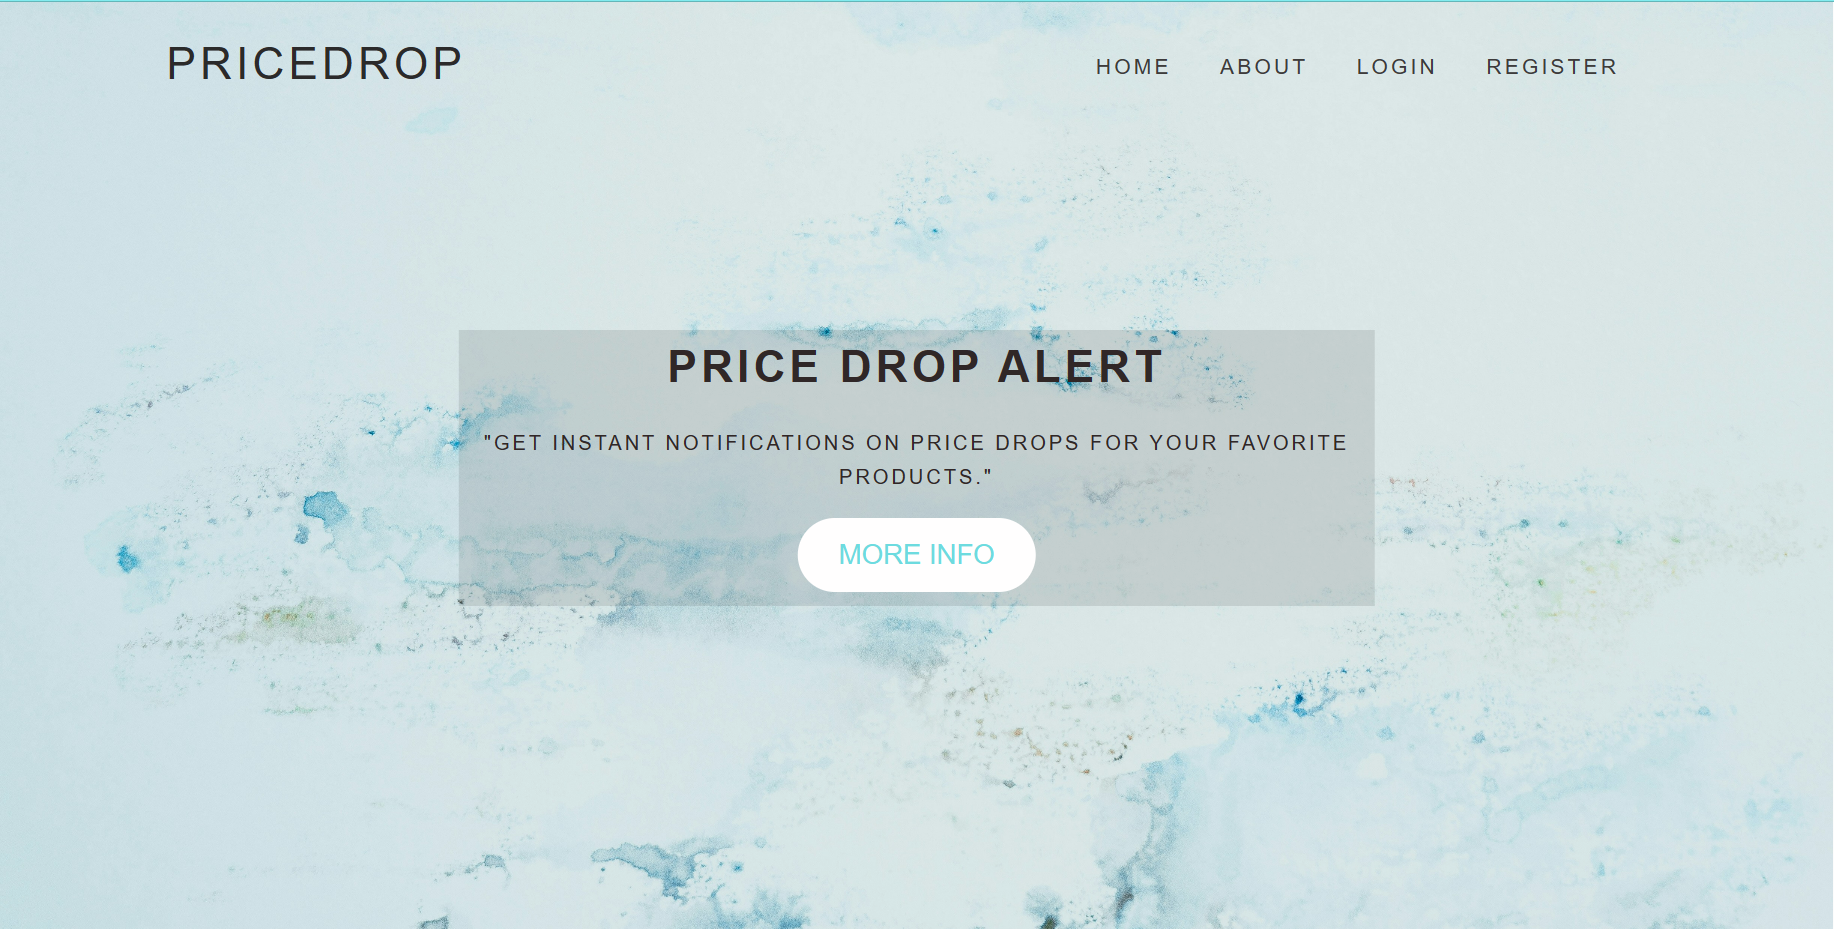 PRICEDROP
HOME ABOUT LOGIN REGISTER
PRICE DROP ALERT
"GET INSTANT NOTIFICATIONS ON PRICE DROPS FOR YOUR FAVORITE
PRODUCTS."
MORE INFO